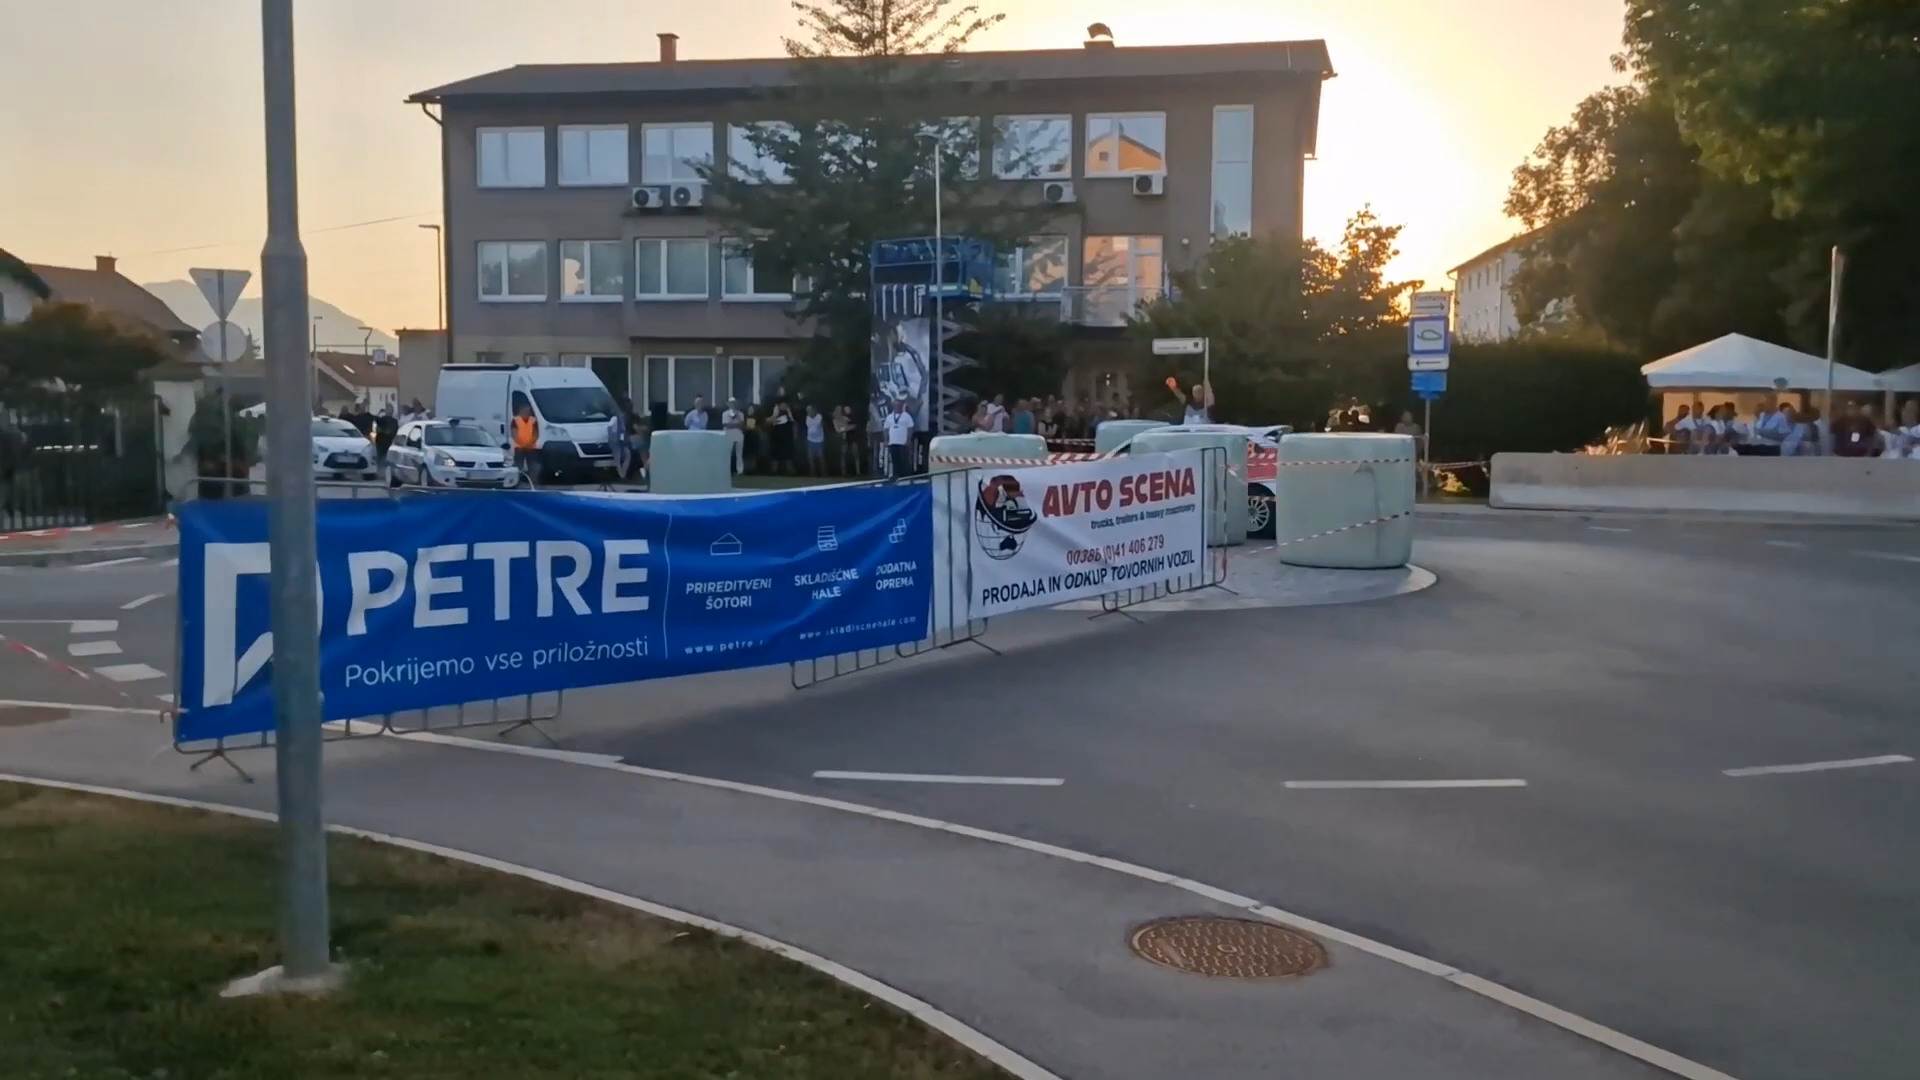 PETRE
Pokrijemo vse priložnosti
PRIREDITVENI
ŠOTORI
SKLADIŠČNE
HALE
DODATNA
OPREMA
www.petre.
www.skladiscnehale.com
AVTO SCENA
trucks, trailers & heavy machinery
00386 (0)41 406 279
PRODAJA IN ODKUP TOVORNIH VOZIL